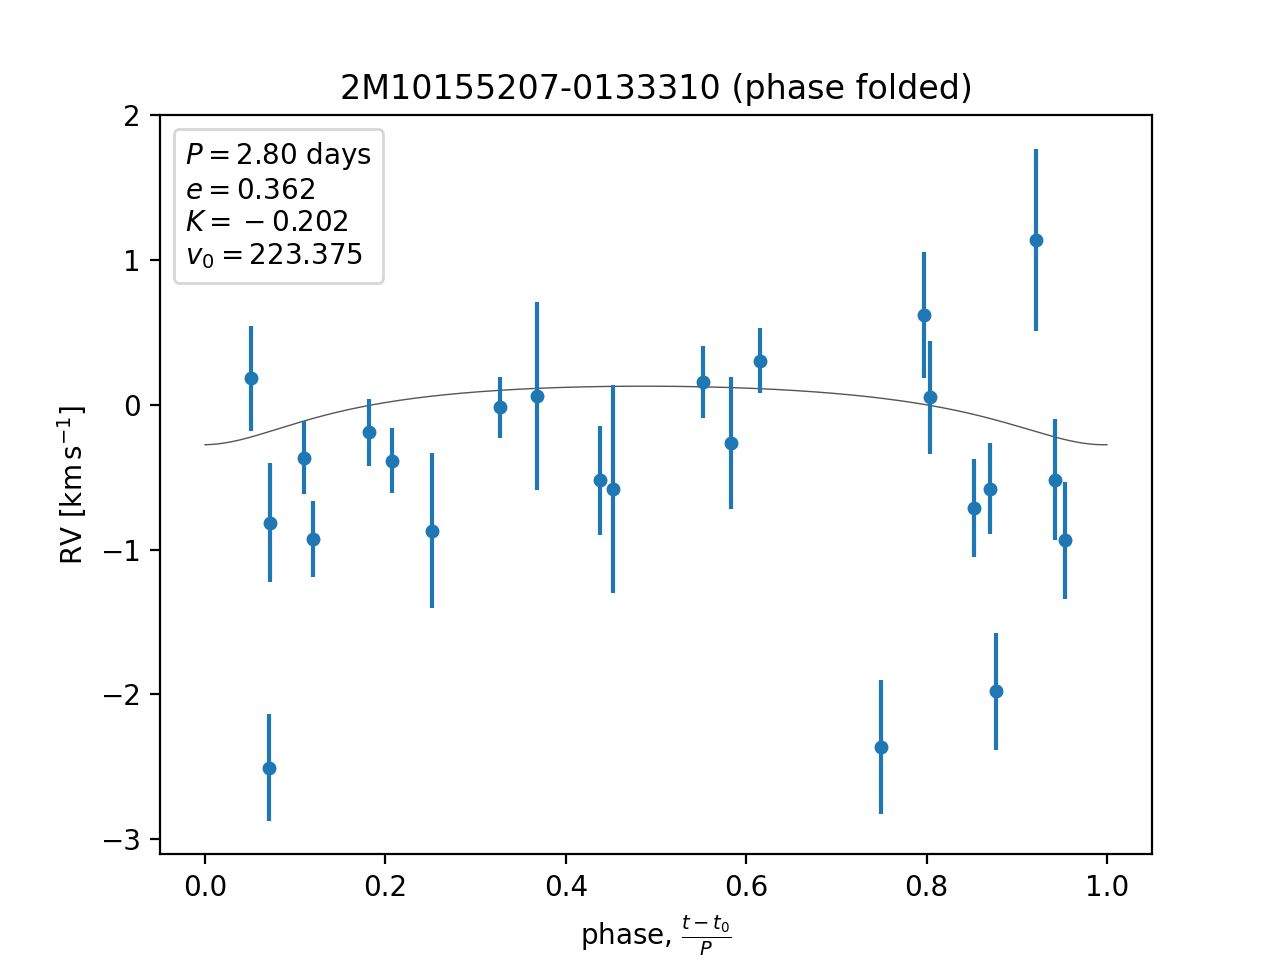 2M10155207-0133310 (phase folded)
P = 2.80 days
e = 0.362
K = −0.202
v₀ = 223.375
RV [km s⁻¹]
2
1
0
−1
−2
−3
0.0 0.2 0.4 0.6 0.8 1.0
phase, (t − t₀)/P